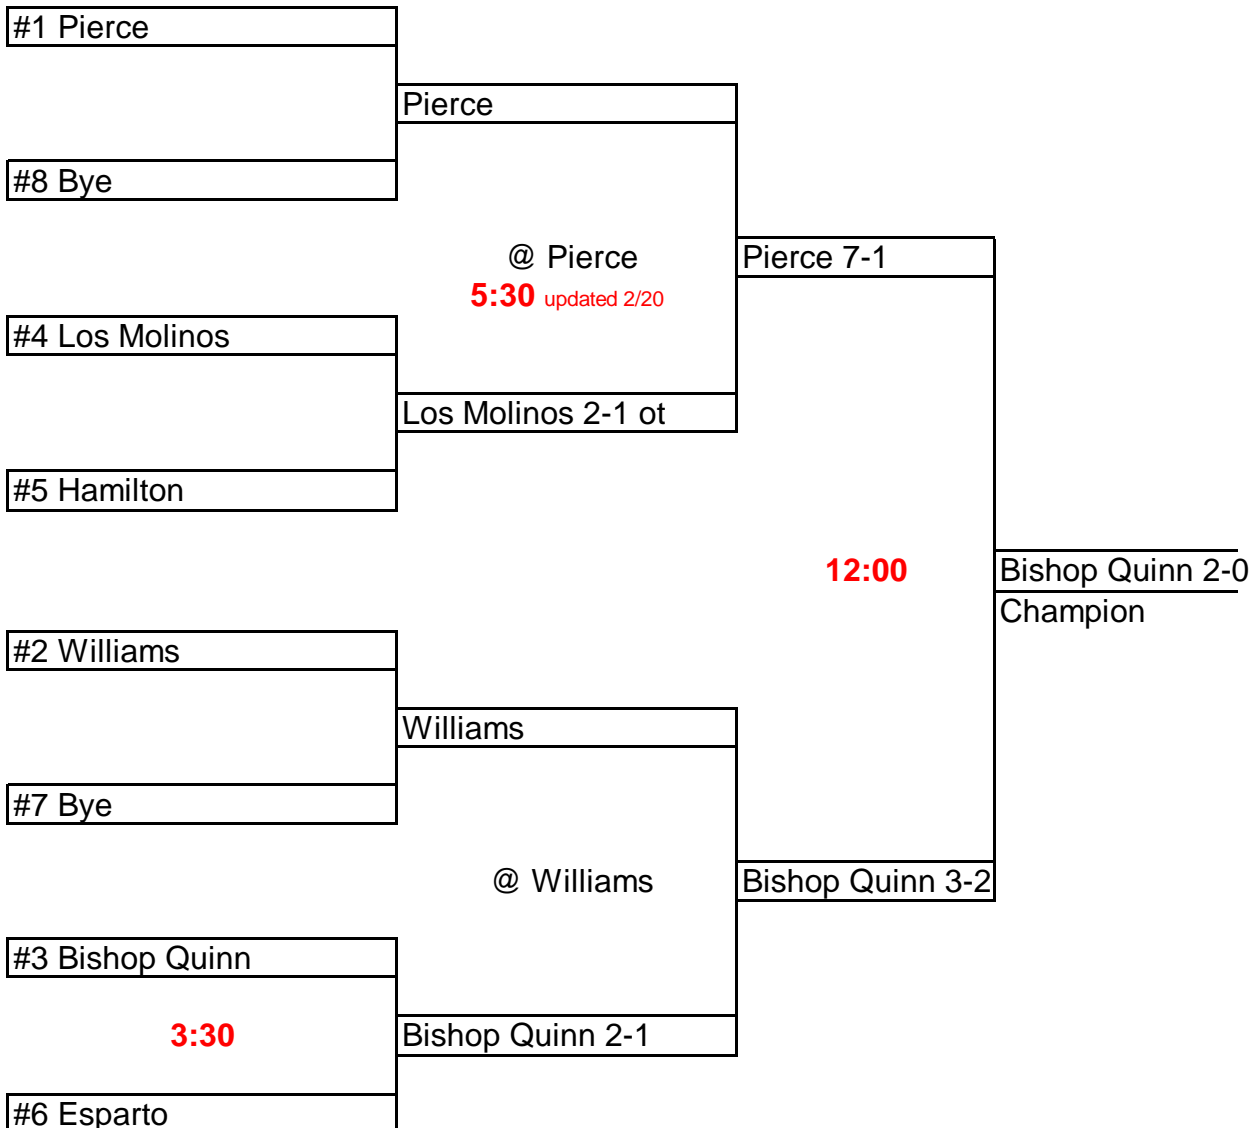 #1 Pierce
Pierce
#8 Bye
@ Pierce
5:30 updated 2/20
Pierce 7-1
#4 Los Molinos
Los Molinos 2-1 ot
#5 Hamilton
12:00
Bishop Quinn 2-0
Champion
#2 Williams
Williams
#7 Bye
@ Williams
Bishop Quinn 3-2
#3 Bishop Quinn
3:30
Bishop Quinn 2-1
#6 Esparto